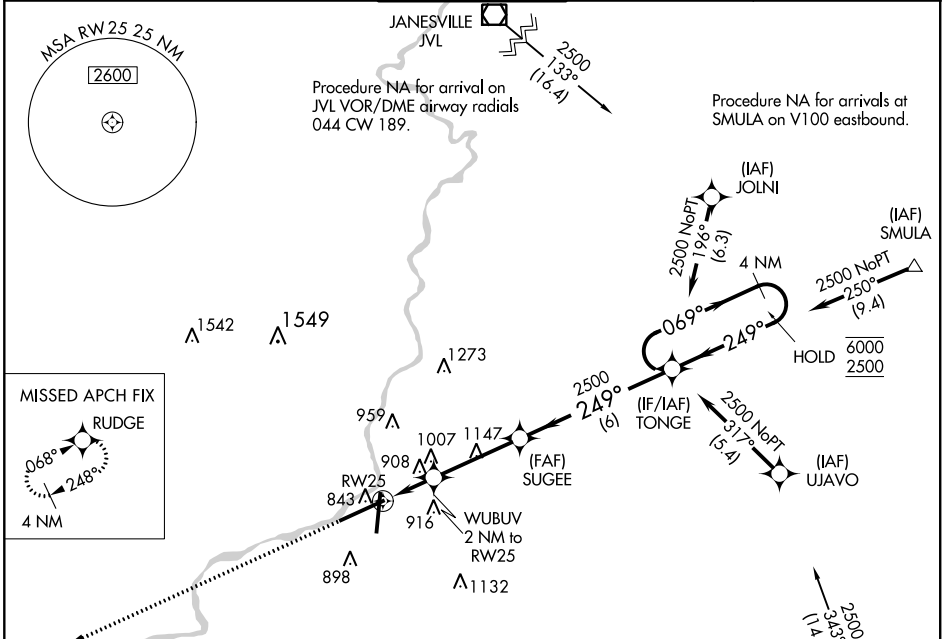 MSA RW25 25 NM
2600
JANESVILLE
JVL
2500
133°
(16.4)
Procedure NA for arrival on
JVL VOR/DME airway radials
044 CW 189.
Procedure NA for arrivals at
SMULA on V100 eastbound.
(IAF)
JOLNI
2500 NoPT
196°
(6.3)
(IAF)
SMULA
2500 NoPT
250°
(9.4)
4 NM
069°
249°
HOLD
6000
2500
1542
1549
1273
MISSED APCH FIX
RUDGE
068°
248°
4 NM
2500
249°
(6)
(IF/IAF)
TONGE
2500 NoPT
317°
(5.4)
(IAF)
UJAVO
959
1007
1147
908
(FAF)
SUGEE
RW25
843
916
WUBUV
2 NM to
RW25
898
1132
2500
343°
(14